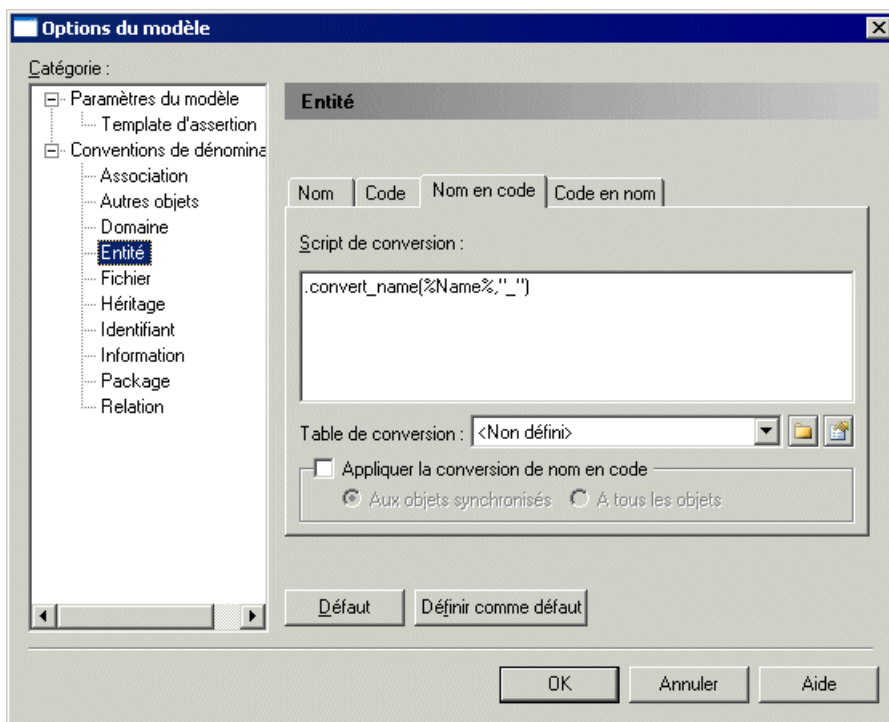 Options du modèle
Catégorie :
Paramètres du modèle
Template d'assertion
Conventions de dénomina
Association
Autres objets
Domaine
Entité
Fichier
Héritage
Identifiant
Information
Package
Relation
Entité
Nom Code Nom en code Code en nom
Script de conversion :
.convert_name(%Name%,"_")
Table de conversion : <Non défini>
Appliquer la conversion de nom en code
Aux objets synchronisés A tous les objets
Défaut Définir comme défaut
OK Annuler Aide